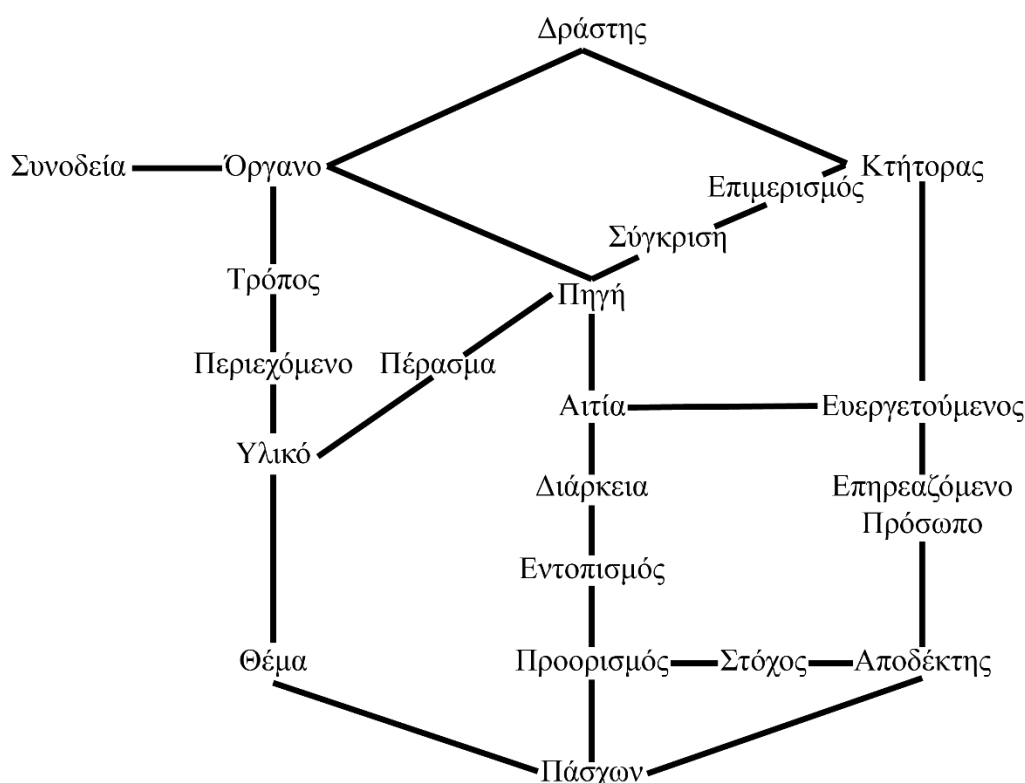 Δράστης
Συνοδεία
Όργανο
Κτήτορας
Επιμερισμός
Σύγκριση
Τρόπος
Πηγή
Περιεχόμενο
Πέρασμα
Αιτία
Ευεργετούμενος
Υλικό
Διάρκεια
Επηρεαζόμενο
Πρόσωπο
Εντοπισμός
Θέμα
Προορισμός
Στόχος
Αποδέκτης
Πάσχων